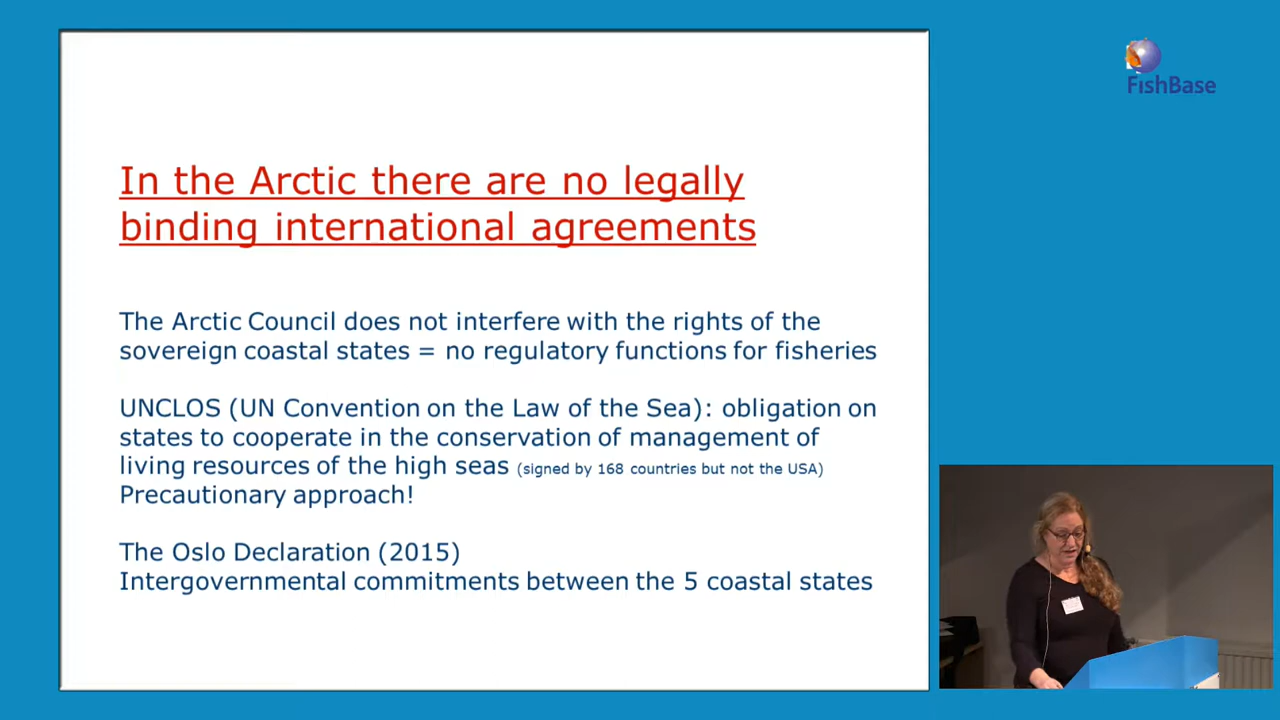 FishBase
In the Arctic there are no legally
binding international agreements
The Arctic Council does not interfere with the rights of the
sovereign coastal states = no regulatory functions for fisheries
UNCLOS (UN Convention on the Law of the Sea): obligation on
states to cooperate in the conservation of management of
living resources of the high seas (signed by 168 countries but not the USA)
Precautionary approach!
The Oslo Declaration (2015)
Intergovernmental commitments between the 5 coastal states